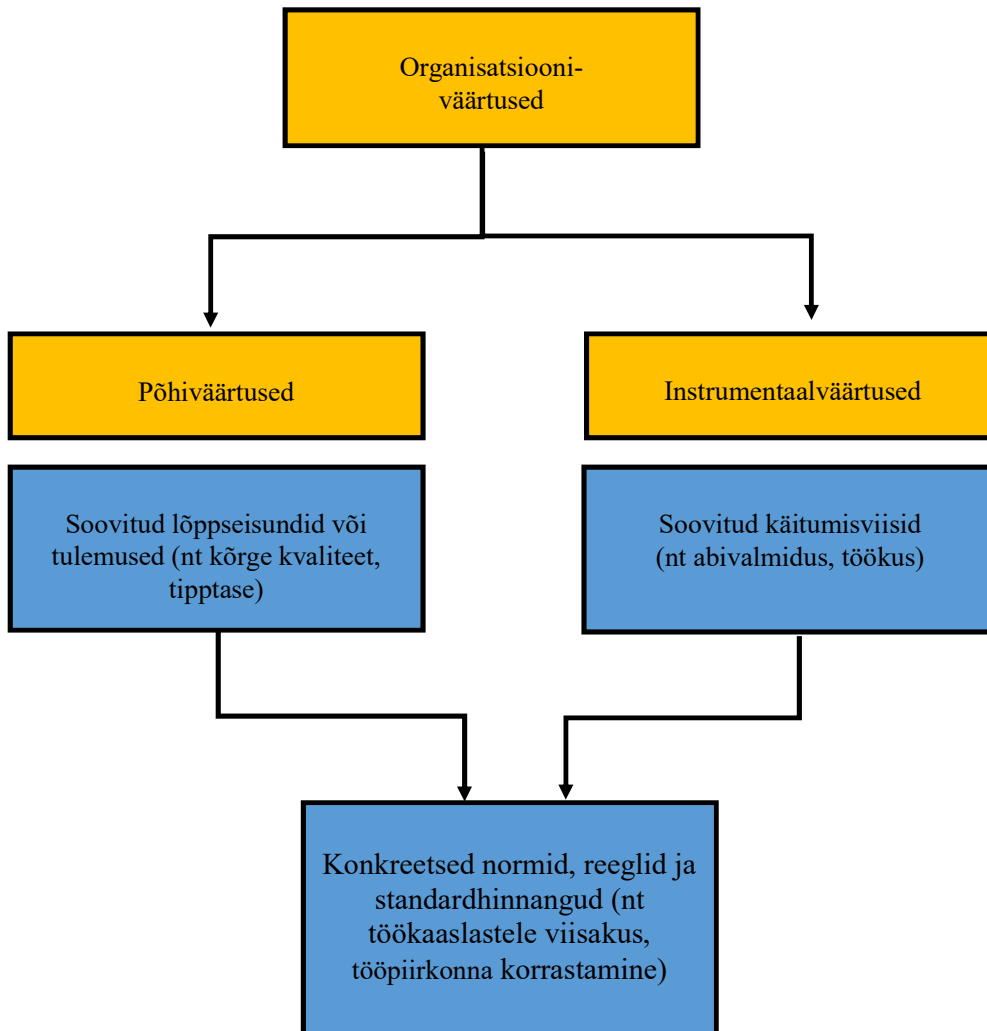 Organisatsiooni-
väärtused
Põhiväärtused
Instrumentaalväärtused
Soovitud lõppseisundid või
tulemused (nt kõrge kvaliteet,
tipptase)
Soovitud käitumisviisid
(nt abivalmidus, töökus)
Konkreetsed normid, reeglid ja
standardhinnangud (nt
töökaaslastele viisakus,
tööpiirkonna korrastamine)